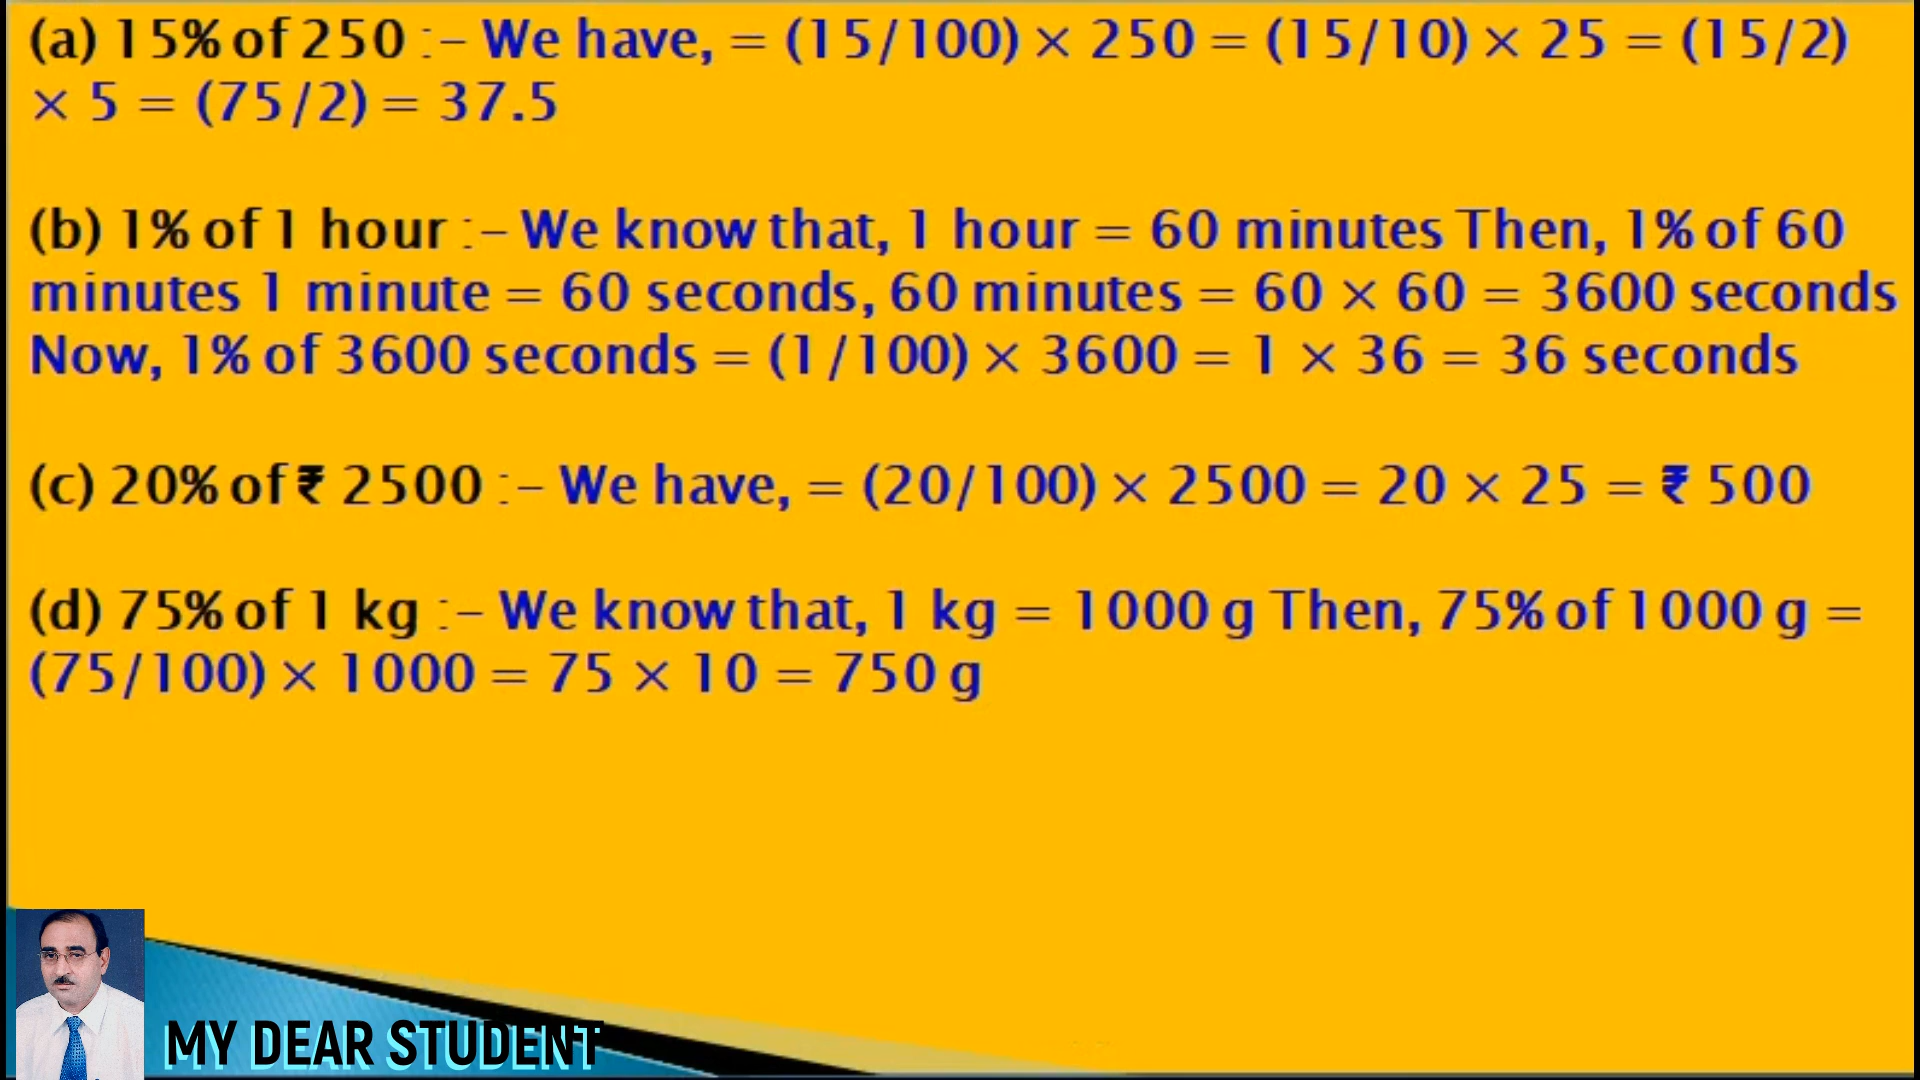 (a) 15% of 250 :– We have, = (15/100) × 250 = (15/10) × 25 = (15/2)
× 5 = (75/2) = 37.5
(b) 1% of 1 hour :– We know that, 1 hour = 60 minutes Then, 1% of 60
minutes 1 minute = 60 seconds, 60 minutes = 60 × 60 = 3600 seconds
Now, 1% of 3600 seconds = (1/100) × 3600 = 1 × 36 = 36 seconds
(c) 20% of ₹ 2500 :– We have, = (20/100) × 2500 = 20 × 25 = ₹ 500
(d) 75% of 1 kg :– We know that, 1 kg = 1000 g Then, 75% of 1000 g =
(75/100) × 1000 = 75 × 10 = 750 g
MY DEAR STUDENT